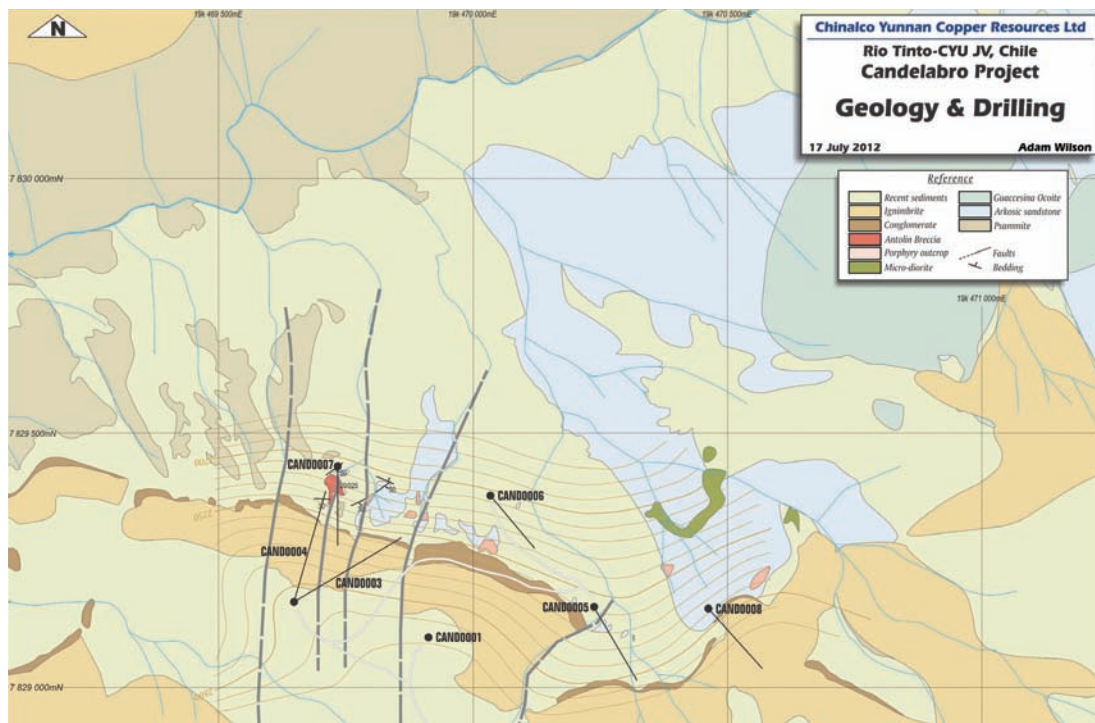 19k 469 500mE
19k 470 000mE
19k 470 500mE
N
Chinalco Yunnan Copper Resources Ltd
Rio Tinto-CYU JV, Chile
Candelabro Project
Geology & Drilling
17 July 2012 Adam Wilson
7 830 000mN
Reference
Recent sediments
Ignimbrite
Conglomerate
Antolin Breccia
Porphyry outcrop
Micro-diorite
Guaccesina Ocoite
Arkosic sandstone
Psammite
Faults
Bedding
19k 471 000mE
7 829 500mN
CAND0007
CAND0006
CAND0004
CAND0003
CAND0005
CAND0008
CAND0001
7 829 000mN